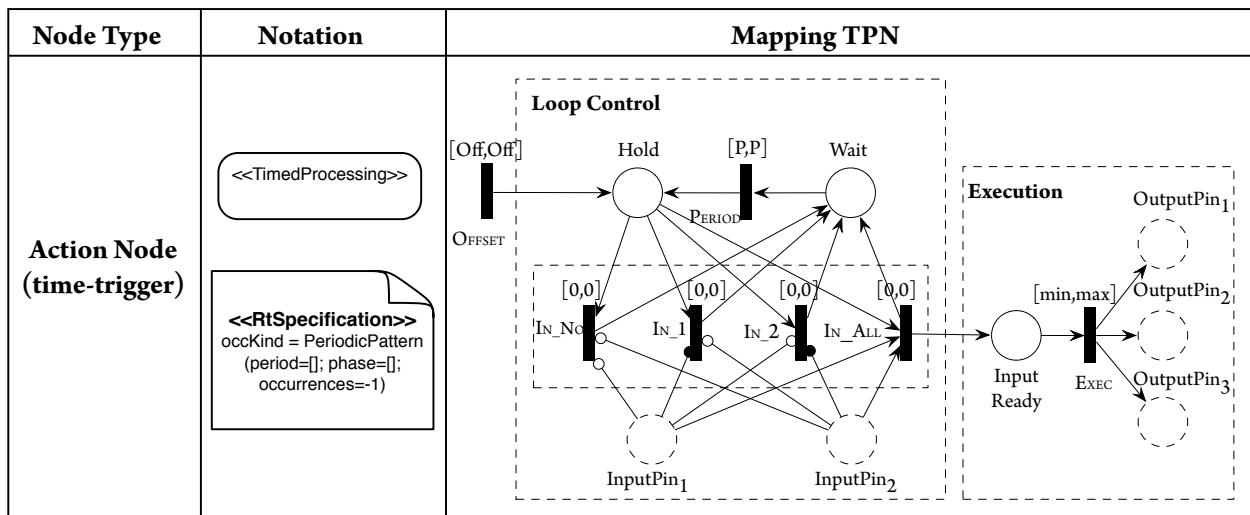 Node Type
Notation
Mapping TPN
Action Node
(time-trigger)
<<TimedProcessing>>
<<RtSpecification>>
occKind = PeriodicPattern
(period=[]; phase=[];
occurrences=-1)
Loop Control
[Off,Off]
Hold
[P,P]
Wait
OFFSET
PERIOD
[0,0]
[0,0]
[0,0]
[0,0]
IN_NO
IN_1
IN_2
IN_ALL
InputPin1
InputPin2
Execution
OutputPin1
[min,max]
OutputPin2
Input
Ready
EXEC
OutputPin3